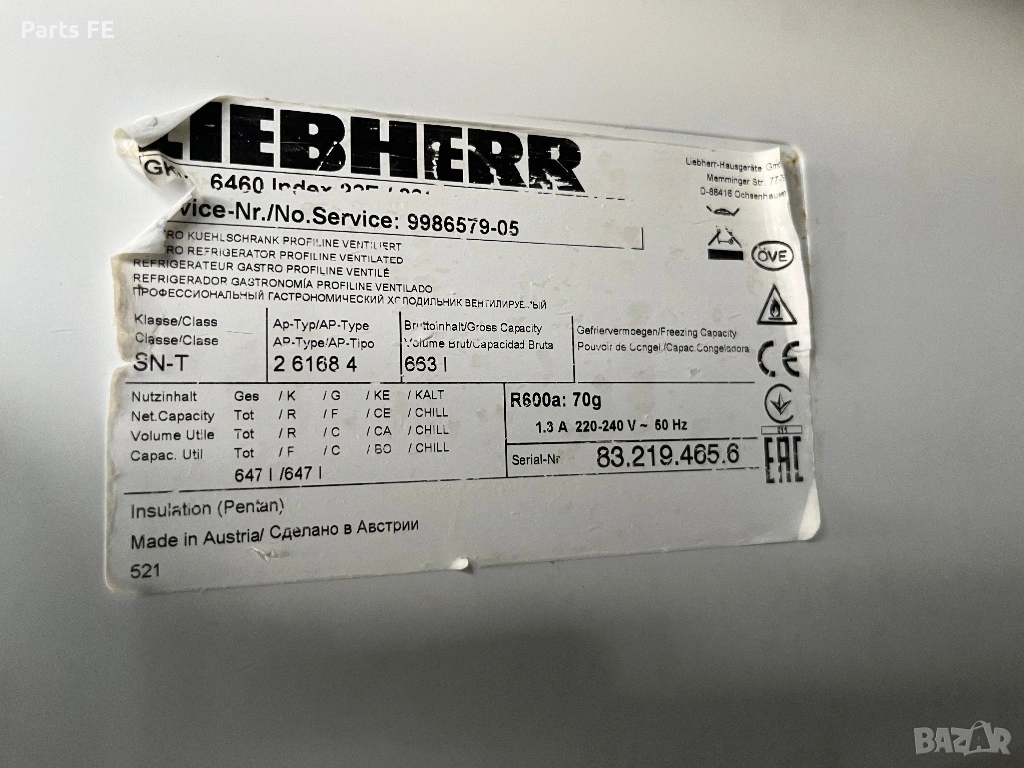 Parts FE
LIEBHERR
6460 Index
Liebherr-Hausgeräte
Memminger Str.
D-88416 Ochsenhausen
vice-Nr./No.Service: 9986579-05
RO KUEHLSCHRANK PROFILINE VENTILIERT
RO REFRIGERATOR PROFILINE VENTILATED
REFRIGERATEUR GASTRO PROFILINE VENTILÉ
REFRIGERADOR GASTRONOMÍA PROFILINE VENTILADO
ПРОФЕССИОНАЛЬНЫЙ ГАСТРОНОМИЧЕСКИЙ ХОЛОДИЛЬНИК ВЕНТИЛИРУЕМЫЙ
ÖVE
Klasse/Class
Classe/Clase
SN-T
Ap-Typ/AP-Type
AP-Type/AP-Tipo
2 6168 4
Bruttoinhalt/Gross Capacity
Volume Brut/Capacidad Bruta
663 l
Gefriervermoegen/Freezing Capacity
Pouvoir de Congel./Capac.Congeladora
CE
Nutzinhalt Ges / K / G / KE / KALT
Net.Capacity Tot / R / F / CE / CHILL
Volume Utile Tot / R / C / CA / CHILL
Capac. Util Tot / F / C / BO / CHILL
647 l /647 l
R600a: 70g
1.3 A 220-240 V ~ 50 Hz
Serial-Nr 83.219.465.6
011
EAC
Insulation (Pentan)
Made in Austria/ Сделано в Австрии
521
BAZAR